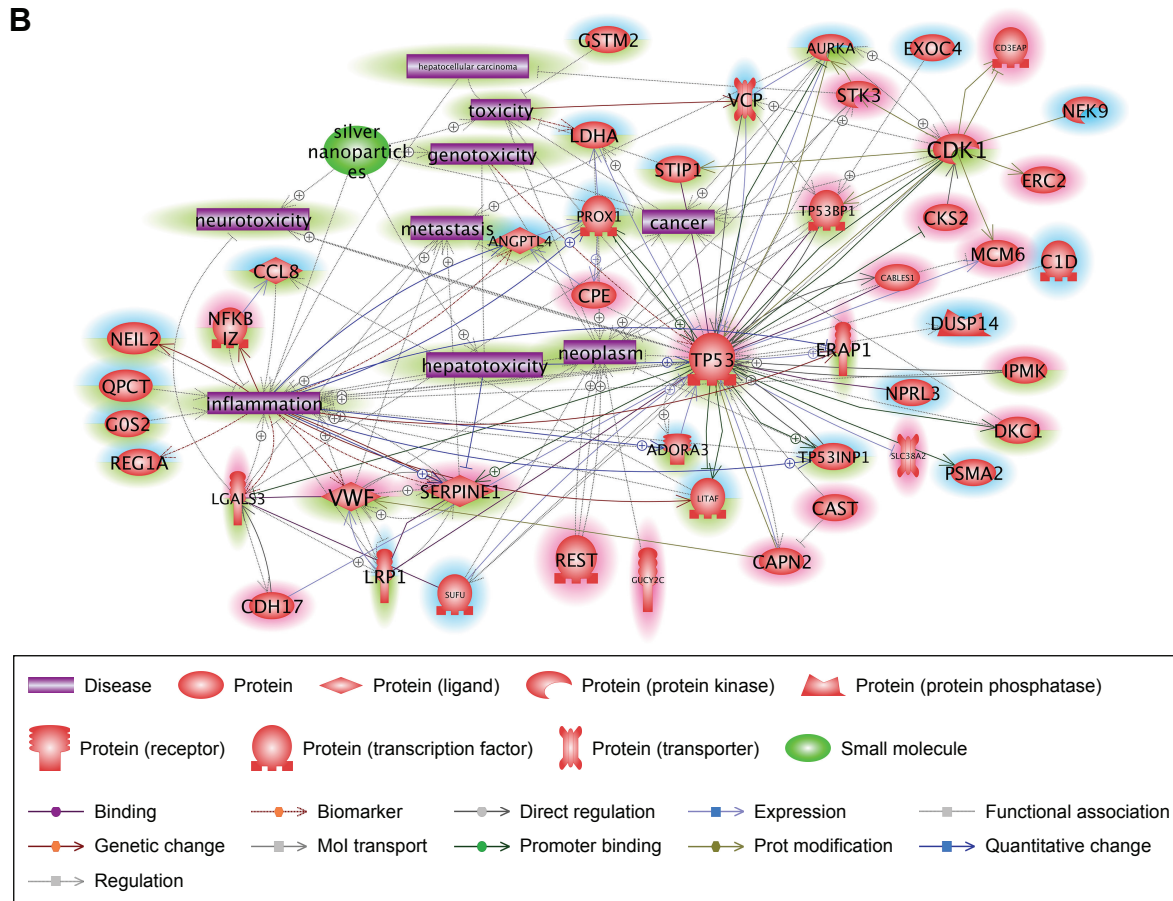 B
GSTM2
AURKA
EXOC4
CD3EAP
hepatocellular carcinoma
toxicity
VCP
STK3
NEK9
silver
nanoparticl
es
LDHA
genotoxicity
STIP1
CDK1
ERC2
neurotoxicity
metastasis
ANGPTL4
PROX1
cancer
TP53BP1
CKS2
MCM6
C1D
CCL8
CPE
CABLES1
NFKB
IZ
NEIL2
DUSP14
hepatotoxicity
neoplasm
TP53
ERAP1
QPCT
IPMK
inflammation
NPRL3
G0S2
DKC1
REG1A
ADORA3
TP53INP1
SLC38A2
PSMA2
LGALS3
VWF
SERPINE1
LITAF
CAST
LRP1
REST
GUCY2C
CAPN2
CDH17
SUFU
Disease
Protein
Protein (ligand)
Protein (protein kinase)
Protein (protein phosphatase)
Protein (receptor)
Protein (transcription factor)
Protein (transporter)
Small molecule
Binding
Biomarker
Direct regulation
Expression
Functional association
Genetic change
Mol transport
Promoter binding
Prot modification
Quantitative change
Regulation